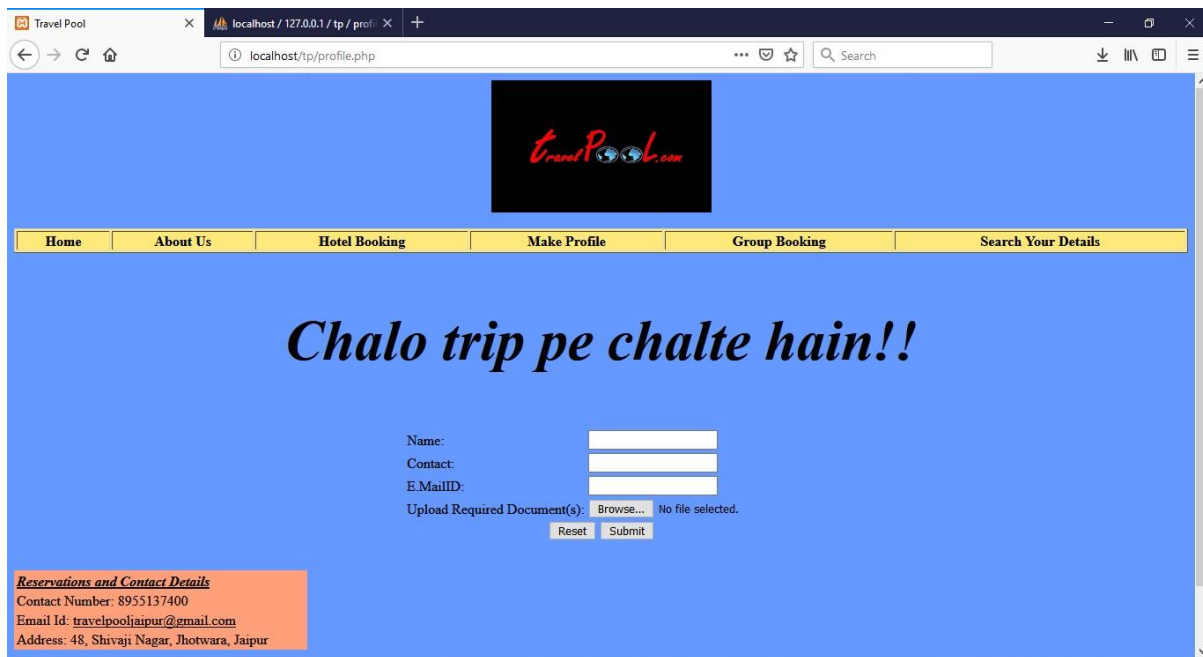 Travel Pool
localhost / 127.0.0.1 / tp / profi
localhost/tp/profile.php
Search
travelPooL.com
Home About Us Hotel Booking Make Profile Group Booking Search Your Details
Chalo trip pe chalte hain!!
Name:
Contact:
E.MailID:
Upload Required Document(s): Browse... No file selected.
Reset Submit
Reservations and Contact Details
Contact Number: 8955137400
Email Id: travelpooljaipur@gmail.com
Address: 48, Shivaji Nagar, Jhotwara, Jaipur